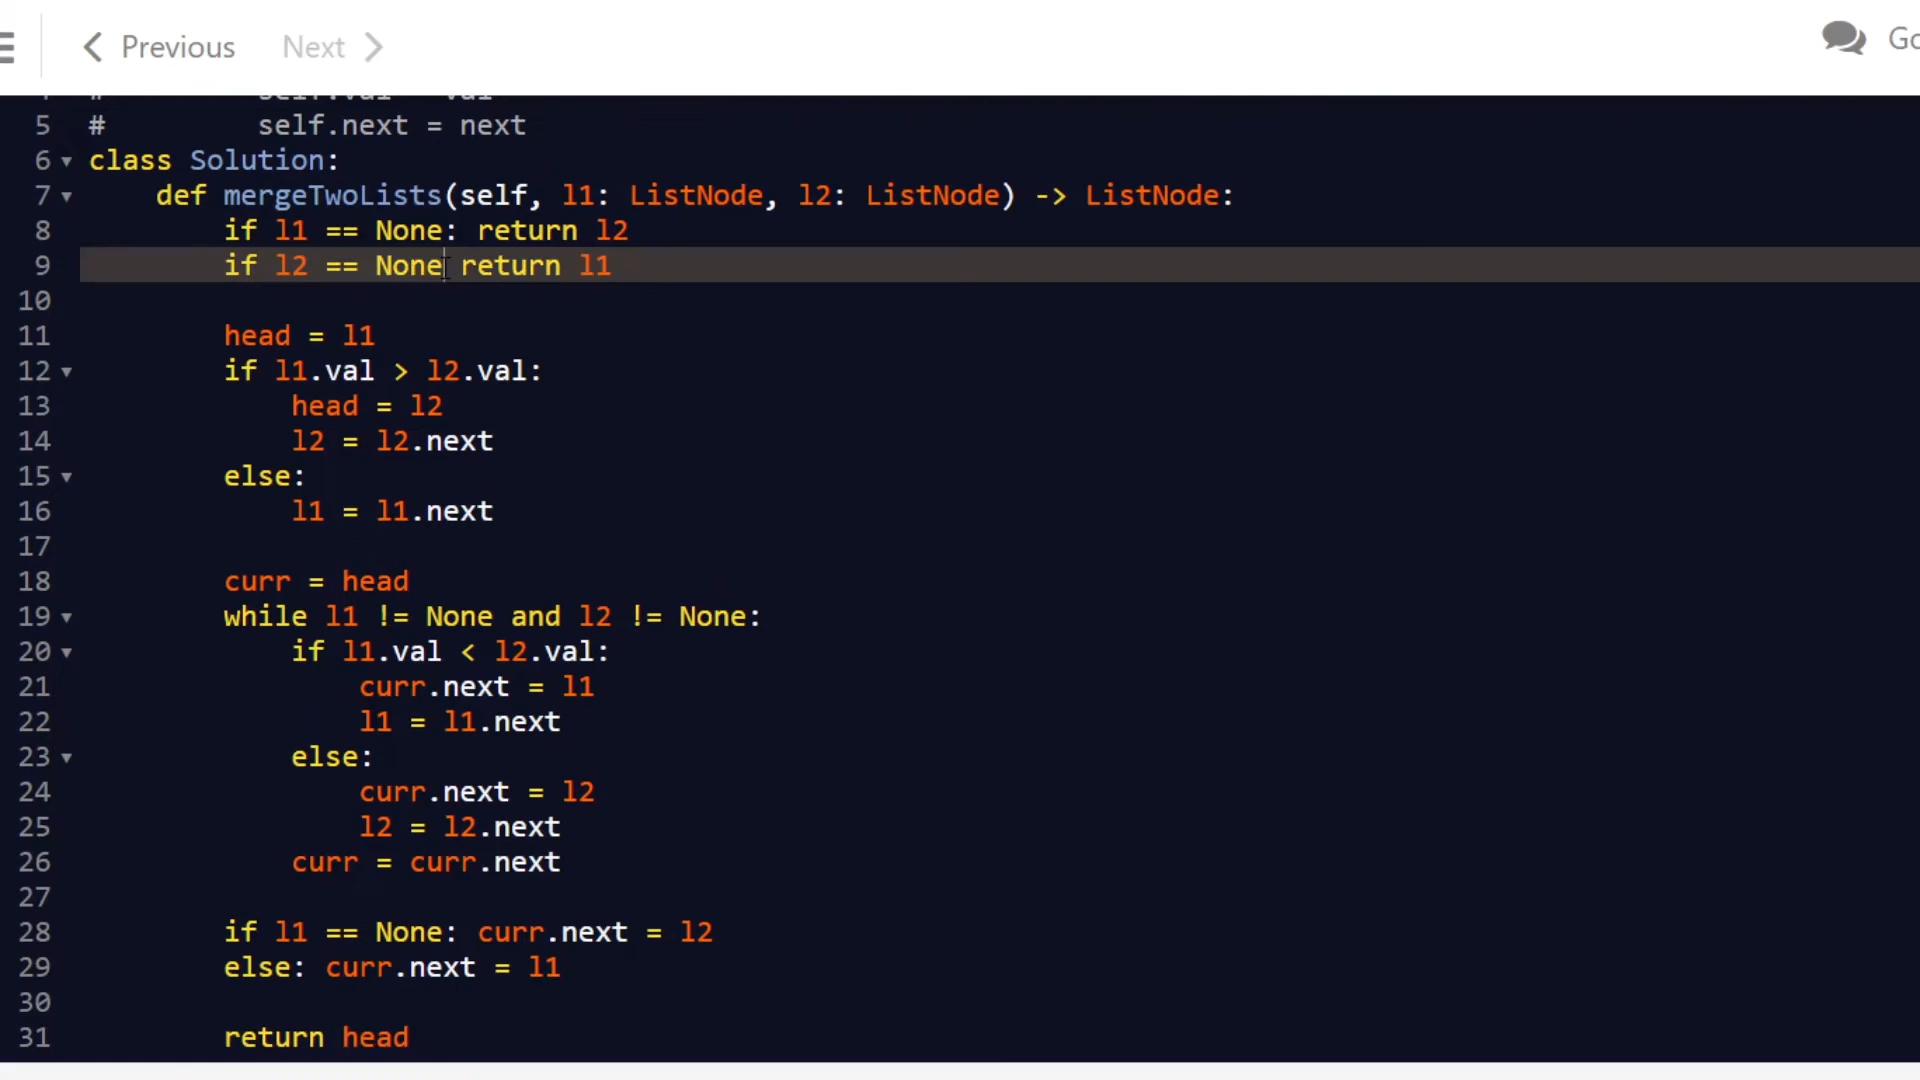 Previous Next Go
5 # self.next = next
6 class Solution:
7 def mergeTwoLists(self, l1: ListNode, l2: ListNode) -> ListNode:
8 if l1 == None: return l2
9 if l2 == None return l1
10
11 head = l1
12 if l1.val > l2.val:
13 head = l2
14 l2 = l2.next
15 else:
16 l1 = l1.next
17
18 curr = head
19 while l1 != None and l2 != None:
20 if l1.val < l2.val:
21 curr.next = l1
22 l1 = l1.next
23 else:
24 curr.next = l2
25 l2 = l2.next
26 curr = curr.next
27
28 if l1 == None: curr.next = l2
29 else: curr.next = l1
30
31 return head